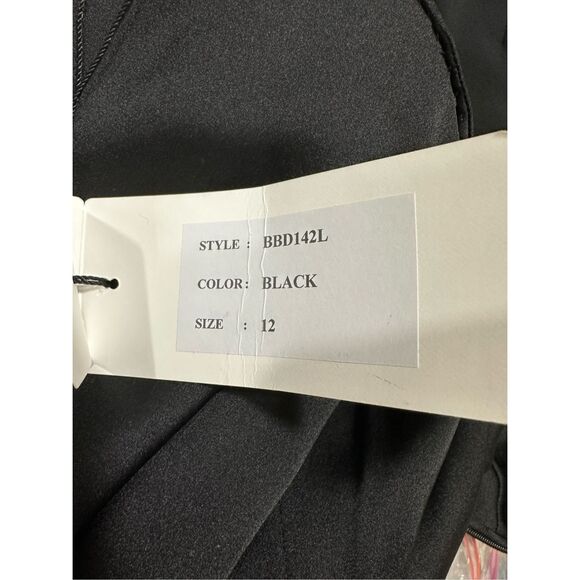 STYLE : BBD142L
COLOR: BLACK
SIZE : 12